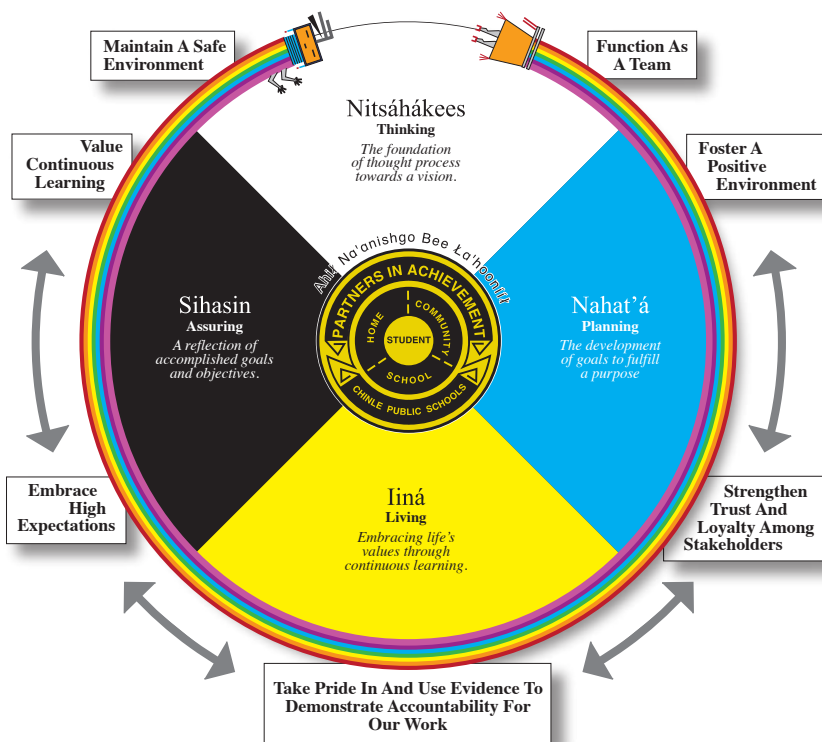 Maintain A Safe
Environment
Function As
A Team
Value
Continuous
Learning
Foster A
Positive
Environment
Nitsáhákees
Thinking
The foundation
of thought process
towards a vision.
Sihasin
Assuring
A reflection of
accomplished goals
and objectives.
Ahił Na'anishgo Bee
PARTNERS IN ACHIEVEMENT
HOME
COMMUNITY
STUDENT
SCHOOL
CHINLE PUBLIC SCHOOLS
Nahat'á
Planning
The development
of goals to fulfill
a purpose
Iiná
Living
Embracing life's
values through
continuous learning.
Embrace
High
Expectations
Strengthen
Trust And
Loyalty Among
Stakeholders
Take Pride In And Use Evidence To
Demonstrate Accountability For
Our Work